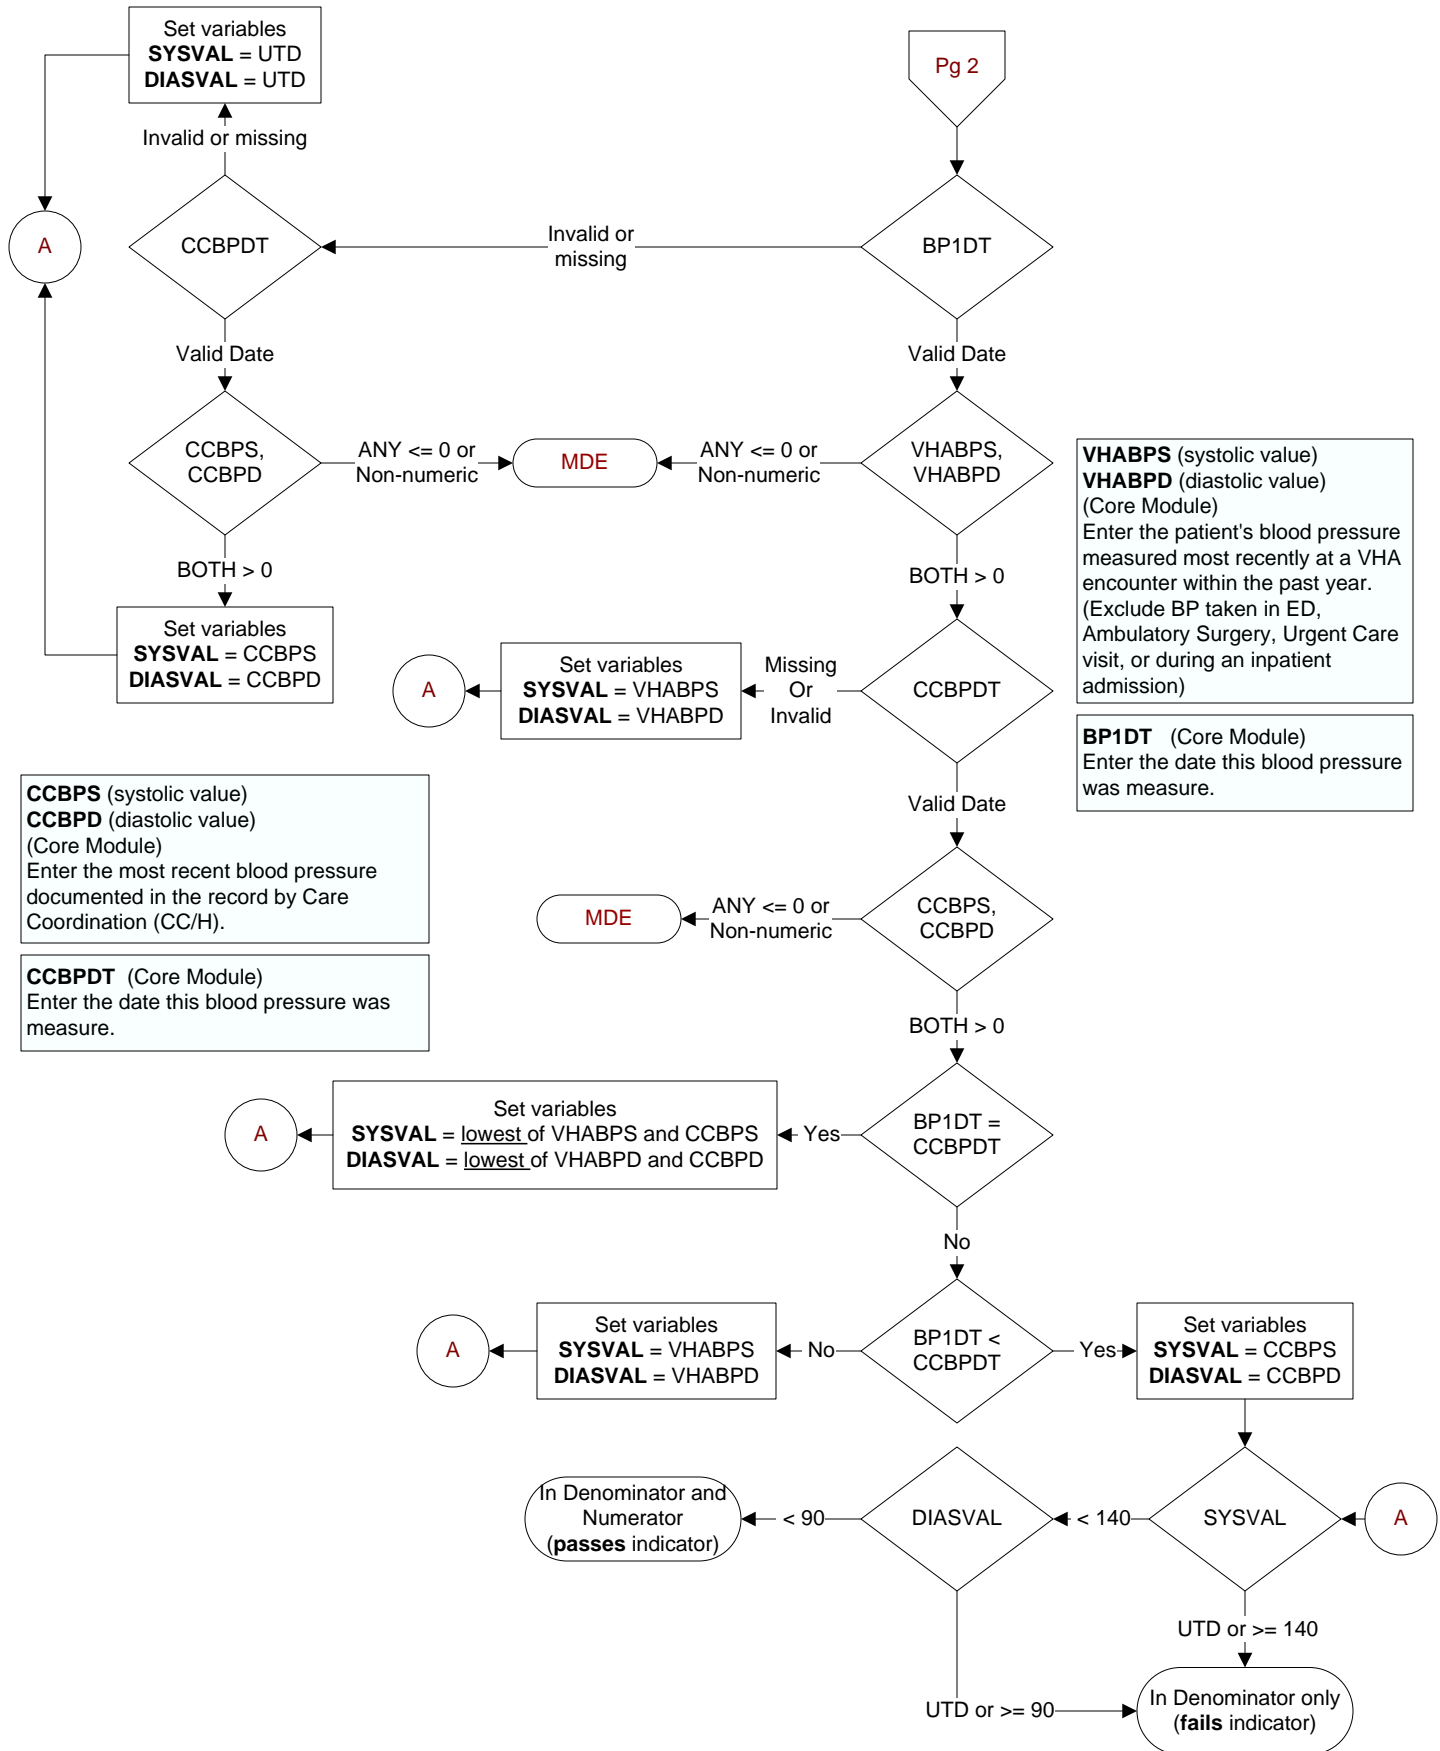 Set variables
SYSVAL = UTD
DIASVAL = UTD
Pg 2
Invalid or missing
A
CCBPDT
Invalid or
missing
BP1DT
Valid Date
Valid Date
CCBPS,
CCBPD
ANY <= 0 or
Non-numeric
MDE
ANY <= 0 or
Non-numeric
VHABPS,
VHABPD
VHABPS (systolic value)
VHABPD (diastolic value)
(Core Module)
Enter the patient's blood pressure
measured most recently at a VHA
encounter within the past year.
(Exclude BP taken in ED,
Ambulatory Surgery, Urgent Care
visit, or during an inpatient
admission)
BOTH > 0
BOTH > 0
Set variables
SYSVAL = CCBPS
DIASVAL = CCBPD
A
Set variables
SYSVAL = VHABPS
DIASVAL = VHABPD
Missing
Or
Invalid
CCBPDT
BP1DT (Core Module)
Enter the date this blood pressure
was measure.
Valid Date
CCBPS (systolic value)
CCBPD (diastolic value)
(Core Module)
Enter the most recent blood pressure
documented in the record by Care
Coordination (CC/H).
MDE
ANY <= 0 or
Non-numeric
CCBPS,
CCBPD
CCBPDT (Core Module)
Enter the date this blood pressure was
measure.
BOTH > 0
A
Set variables
SYSVAL = lowest of VHABPS and CCBPS
DIASVAL = lowest of VHABPD and CCBPD
Yes
BP1DT =
CCBPDT
No
A
Set variables
SYSVAL = VHABPS
DIASVAL = VHABPD
No
BP1DT <
CCBPDT
Yes
Set variables
SYSVAL = CCBPS
DIASVAL = CCBPD
In Denominator and
Numerator
(passes indicator)
< 90
DIASVAL
< 140
SYSVAL
A
UTD or >= 140
UTD or >= 90
In Denominator only
(fails indicator)